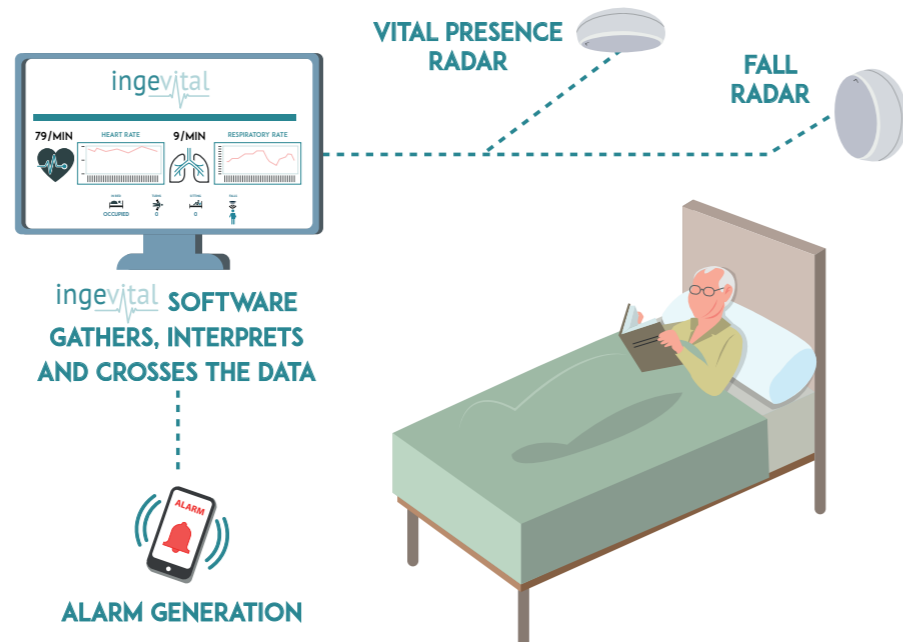 VITAL PRESENCE
RADAR
FALL
RADAR
ingevital
79/MIN
HEART RATE
9/MIN
RESPIRATORY RATE
OCCUPIED
0
0
ingevital SOFTWARE
GATHERS, INTERPRETS
AND CROSSES THE DATA
ALARM
ALARM GENERATION